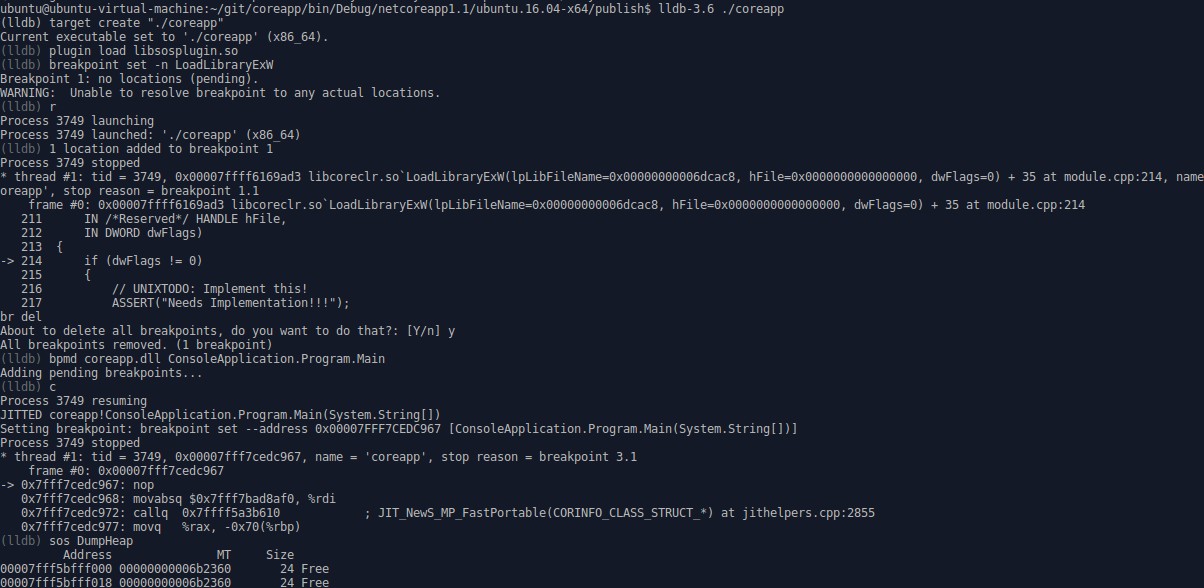 ubuntu@ubuntu-virtual-machine:~/git/coreapp/bin/Debug/netcoreapp1.1/ubuntu.16.04-x64/publish$ lldb-3.6 ./coreapp
(lldb) target create "./coreapp"
Current executable set to './coreapp' (x86_64).
(lldb) plugin load libsosplugin.so
(lldb) breakpoint set -n LoadLibraryExW
Breakpoint 1: no locations (pending).
WARNING:  Unable to resolve breakpoint to any actual locations.
(lldb) r
Process 3749 launching
Process 3749 launched: './coreapp' (x86_64)
(lldb) 1 location added to breakpoint 1
Process 3749 stopped
* thread #1: tid = 3749, 0x00007ffff6169ad3 libcoreclr.so`LoadLibraryExW(lpLibFileName=0x00000000006dcac8, hFile=0x0000000000000000, dwFlags=0) + 35 at module.cpp:214, name
oreapp', stop reason = breakpoint 1.1
    frame #0: 0x00007ffff6169ad3 libcoreclr.so`LoadLibraryExW(lpLibFileName=0x00000000006dcac8, hFile=0x0000000000000000, dwFlags=0) + 35 at module.cpp:214
   211      IN /*Reserved*/ HANDLE hFile,
   212      IN DWORD dwFlags)
   213  {
-> 214      if (dwFlags != 0)
   215      {
   216          // UNIXTODO: Implement this!
   217          ASSERT("Needs Implementation!!!");
br del
About to delete all breakpoints, do you want to do that?: [Y/n] y
All breakpoints removed. (1 breakpoint)
(lldb) bpmd coreapp.dll ConsoleApplication.Program.Main
Adding pending breakpoints...
(lldb) c
Process 3749 resuming
JITTED coreapp!ConsoleApplication.Program.Main(System.String[])
Setting breakpoint: breakpoint set --address 0x00007FFF7CEDC967 [ConsoleApplication.Program.Main(System.String[])]
Process 3749 stopped
* thread #1: tid = 3749, 0x00007fff7cedc967, name = 'coreapp', stop reason = breakpoint 3.1
    frame #0: 0x00007fff7cedc967
-> 0x7fff7cedc967: nop
   0x7fff7cedc968: movabsq $0x7fff7bad8af0, %rdi
   0x7fff7cedc972: callq  0x7ffff5a3b610            ; JIT_NewS_MP_FastPortable(CORINFO_CLASS_STRUCT_*) at jithelpers.cpp:2855
   0x7fff7cedc977: movq   %rax, -0x70(%rbp)
(lldb) sos DumpHeap
         Address               MT     Size
00007fff5bfff000 00000000006b2360       24 Free
00007fff5bfff018 00000000006b2360       24 Free